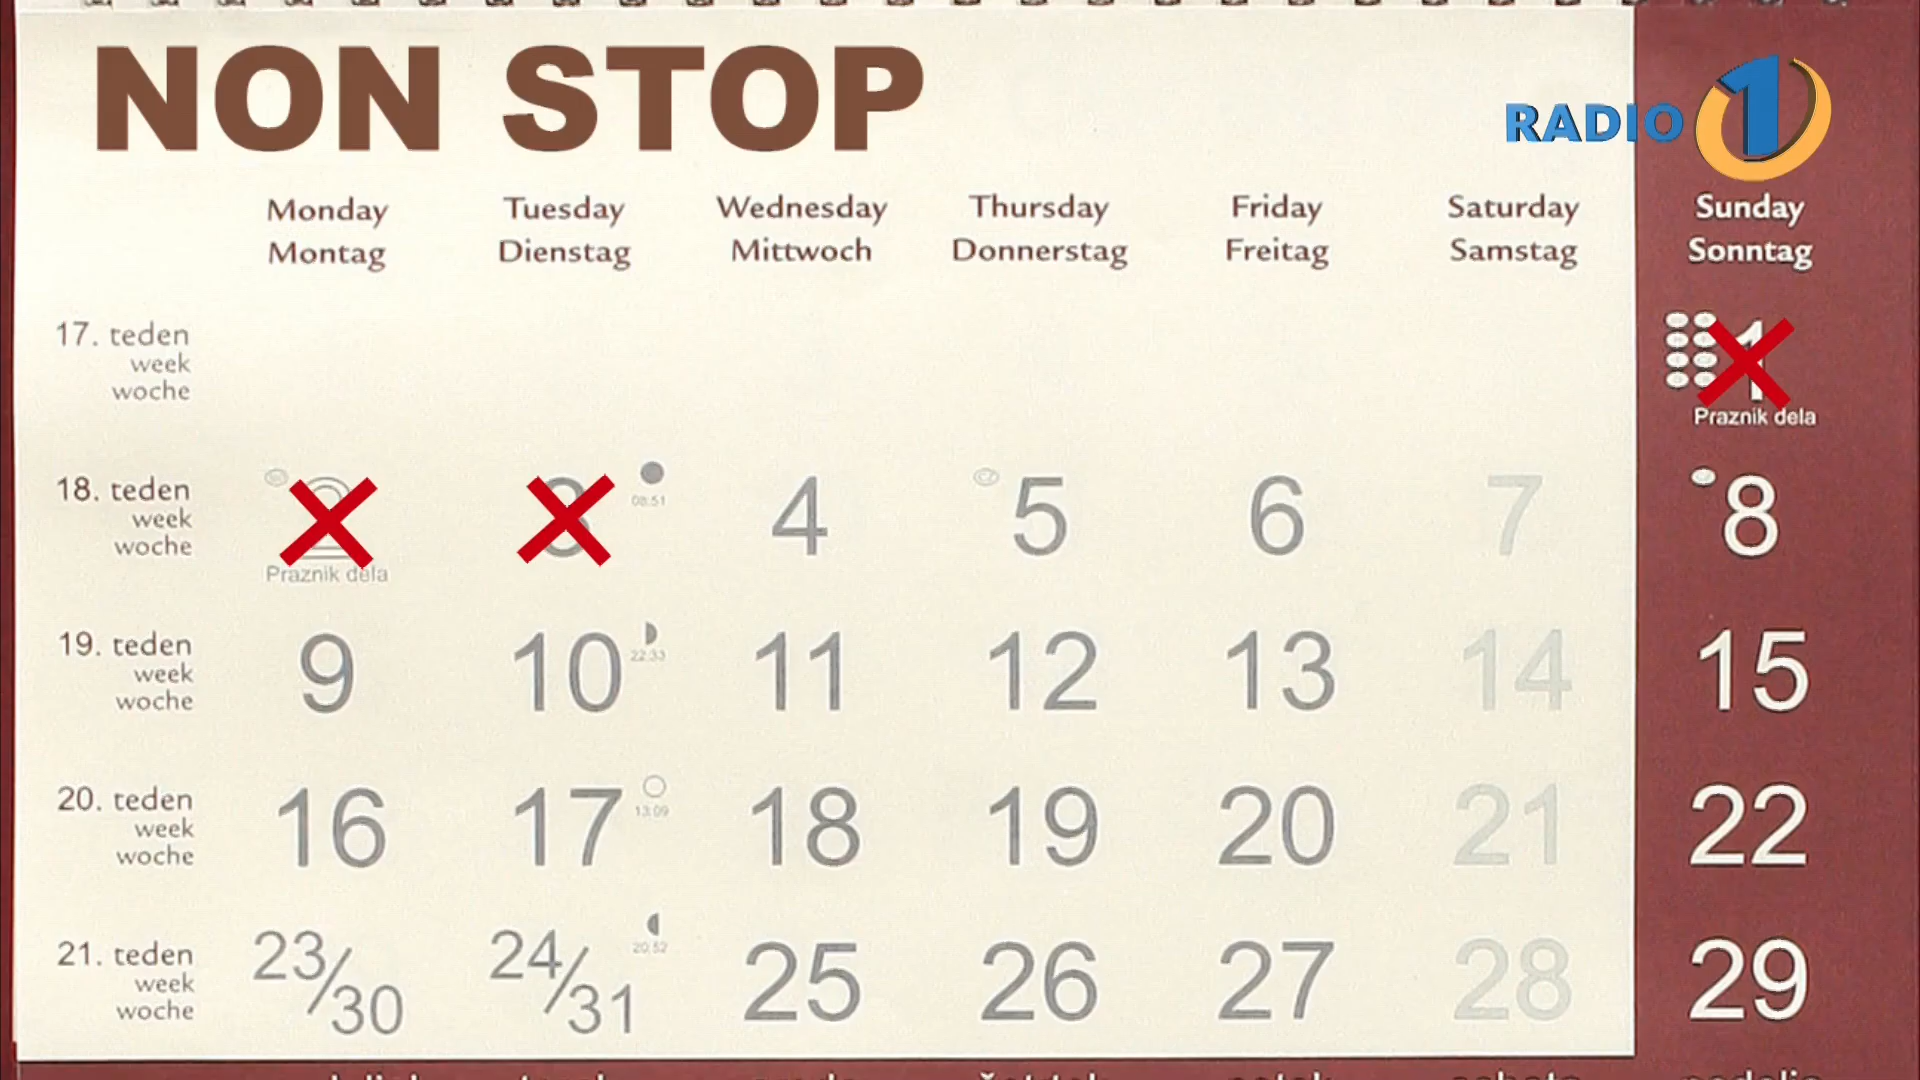 NON STOP
RADIO 1
Monday Tuesday Wednesday Thursday Friday Saturday Sunday
Montag Dienstag Mittwoch Donnerstag Freitag Samstag Sonntag
17. teden
week
woche
1
Praznik dela
18. teden 2 3 4 5 6 7 8
week
woche
08:51
Praznik dela
19. teden 9 10 11 12 13 14 15
week
woche
22:33
20. teden 16 17 18 19 20 21 22
week
woche
13:09
21. teden 23/30 24/31 25 26 27 28 29
week
woche
20:52